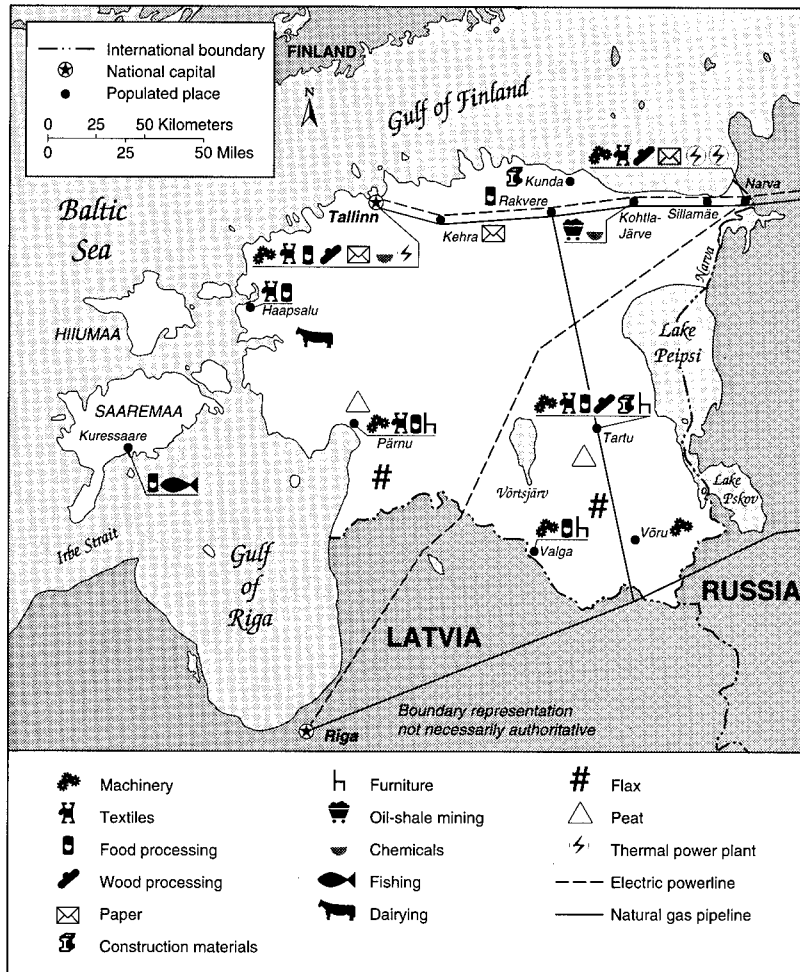 International boundary
National capital
Populated place
0 25 50 Kilometers
0 25 50 Miles
FINLAND
N
Gulf of Finland
Baltic
Sea
Tallinn
Kehra
Kunda
Rakvere
Kohtla-
Järve
Sillamäe
Narva
Narva
Haapsalu
HIIUMAA
Lake
Peipsi
SAAREMAA
Kuressaare
Pärnu
Tartu
Võrtsjärv
Lake
Pskov
Irbe Strait
Gulf
of
Riga
Valga
Võru
RUSSIA
LATVIA
Boundary representation
not necessarily authoritative
Riga
Machinery
Textiles
Food processing
Wood processing
Paper
Construction materials
Furniture
Oil-shale mining
Chemicals
Fishing
Dairying
Flax
Peat
Thermal power plant
Electric powerline
Natural gas pipeline